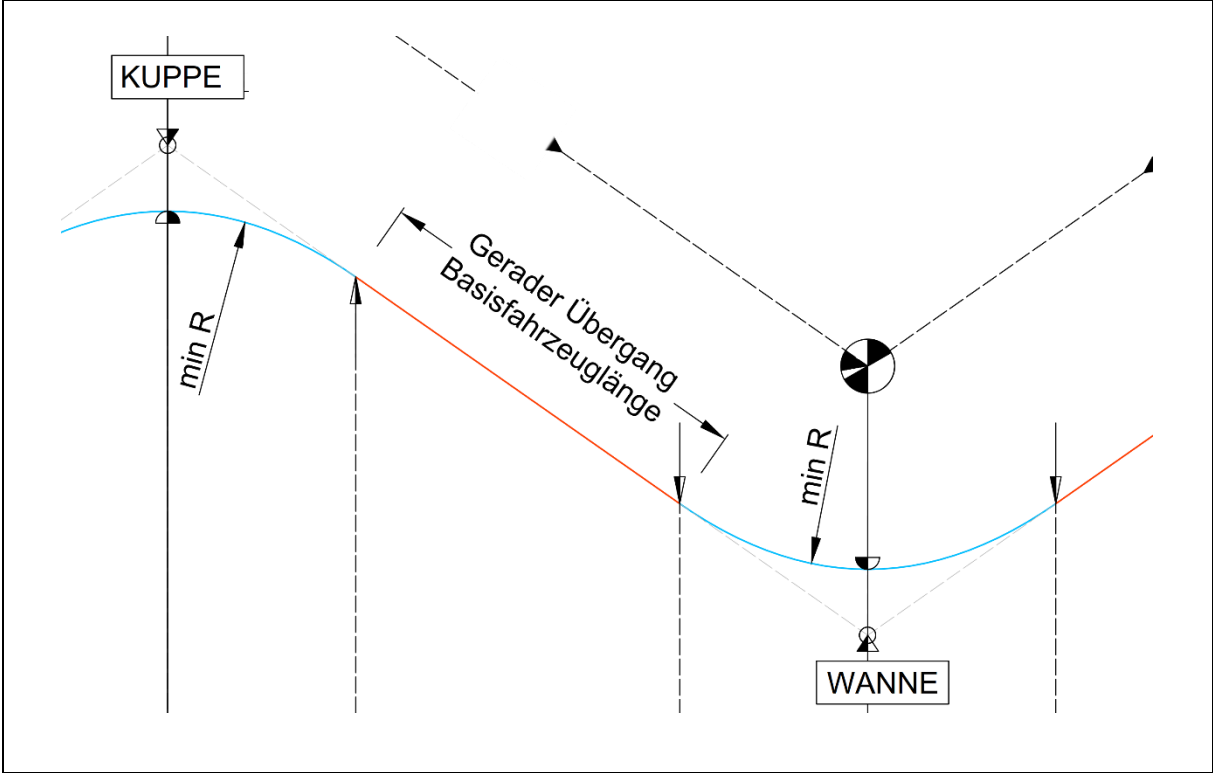 KUPPE
min R
Gerader Übergang
Basisfahrzeuglänge
min R
WANNE